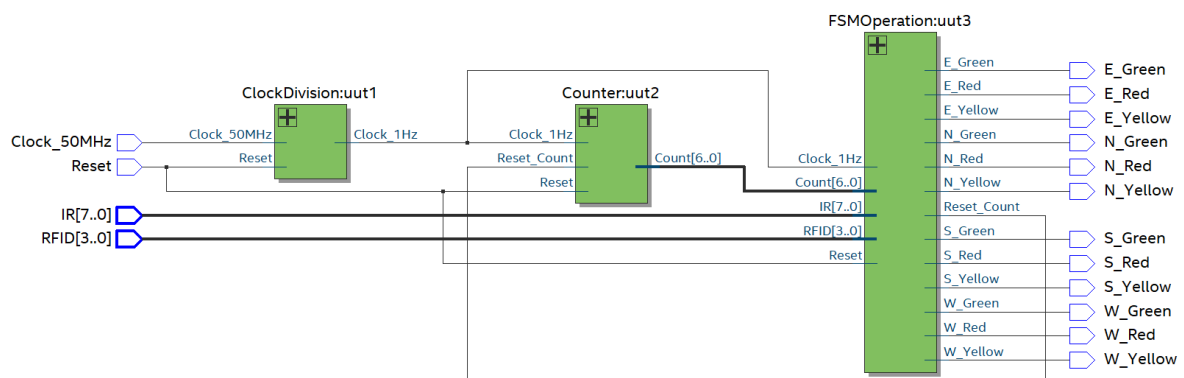 FSMOperation:uut3
ClockDivision:uut1
Counter:uut2
Clock_50MHz
Reset
IR[7..0]
RFID[3..0]
Clock_50MHz
Reset
Clock_1Hz
Clock_1Hz
Reset_Count
Reset
Count[6..0]
Clock_1Hz
Count[6..0]
IR[7..0]
RFID[3..0]
Reset
E_Green
E_Red
E_Yellow
N_Green
N_Red
N_Yellow
Reset_Count
S_Green
S_Red
S_Yellow
W_Green
W_Red
W_Yellow
E_Green
E_Red
E_Yellow
N_Green
N_Red
N_Yellow
S_Green
S_Red
S_Yellow
W_Green
W_Red
W_Yellow